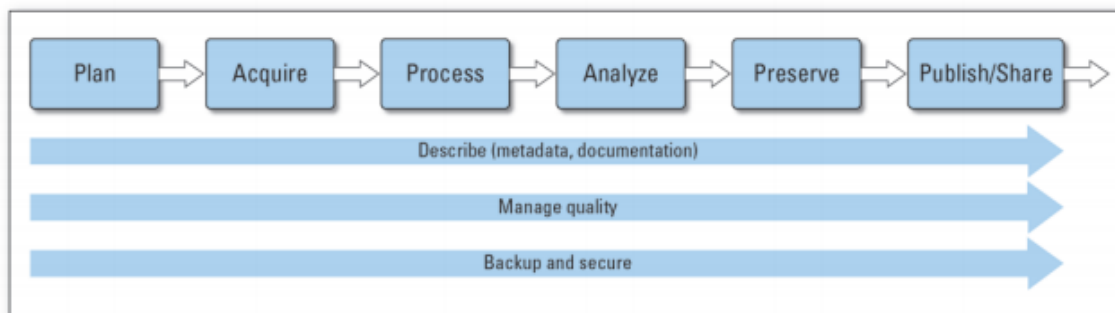 Plan
Acquire
Process
Analyze
Preserve
Publish/Share
Describe (metadata, documentation)
Manage quality
Backup and secure